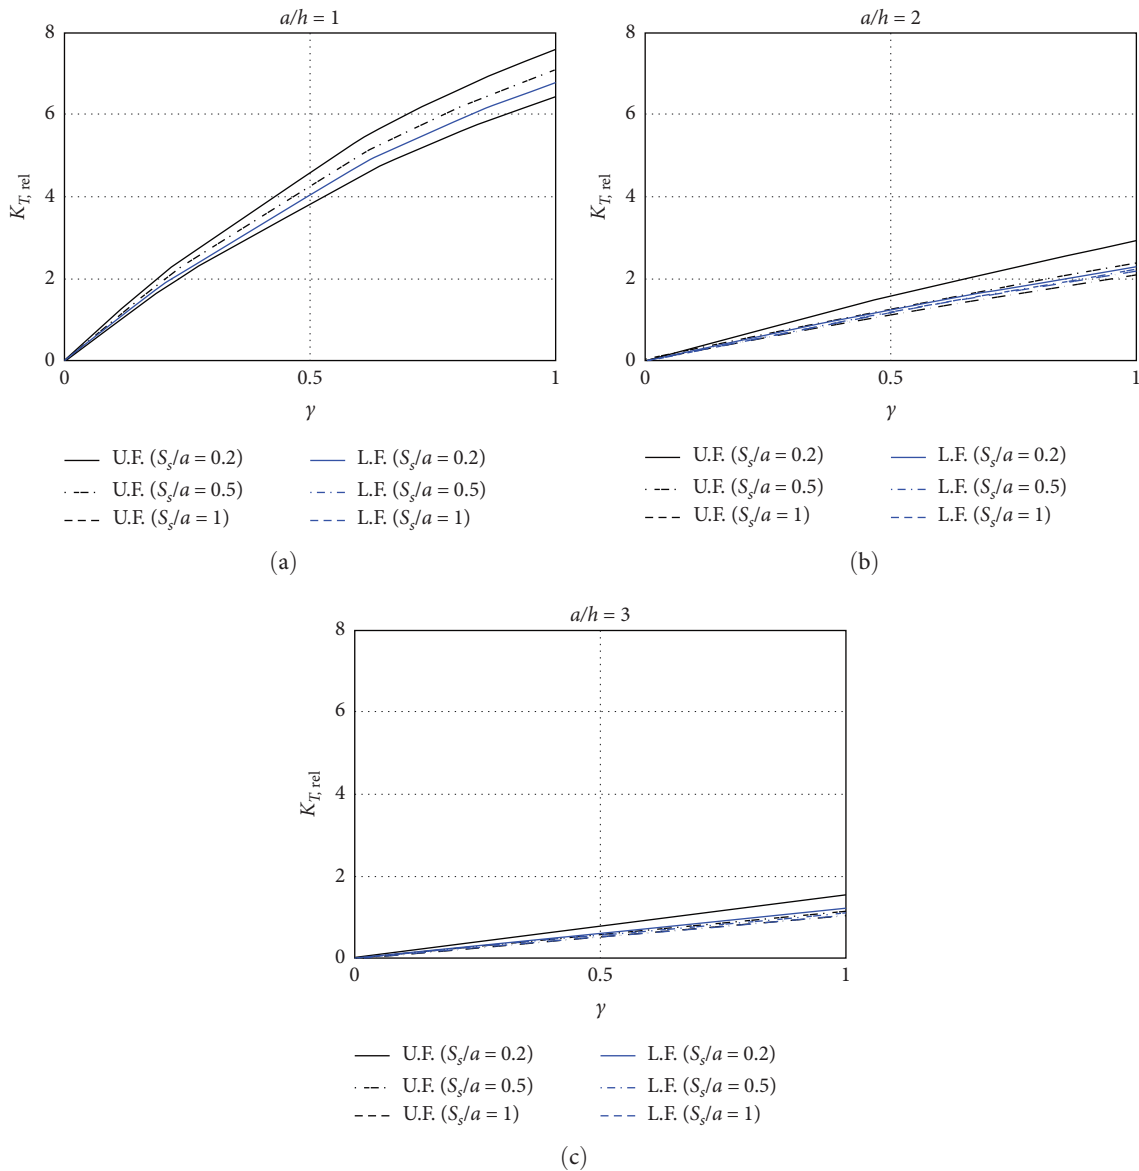 a/h = 1
8
6
4
2
0
K_T, rel
0
0.5
1
γ
U.F. (S_s/a = 0.2)
L.F. (S_s/a = 0.2)
U.F. (S_s/a = 0.5)
L.F. (S_s/a = 0.5)
U.F. (S_s/a = 1)
L.F. (S_s/a = 1)
(a)
a/h = 2
8
6
4
2
0
K_T, rel
0
0.5
1
γ
U.F. (S_s/a = 0.2)
L.F. (S_s/a = 0.2)
U.F. (S_s/a = 0.5)
L.F. (S_s/a = 0.5)
U.F. (S_s/a = 1)
L.F. (S_s/a = 1)
(b)
a/h = 3
8
6
4
2
0
K_T, rel
0
0.5
1
γ
U.F. (S_s/a = 0.2)
L.F. (S_s/a = 0.2)
U.F. (S_s/a = 0.5)
L.F. (S_s/a = 0.5)
U.F. (S_s/a = 1)
L.F. (S_s/a = 1)
(c)